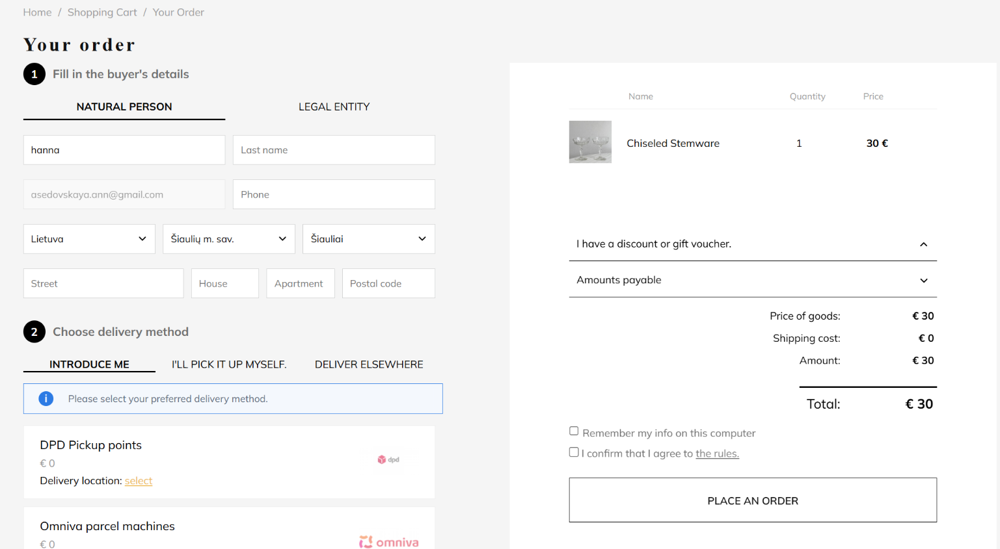 Home / Shopping Cart / Your Order
Your order
1 Fill in the buyer's details
NATURAL PERSON LEGAL ENTITY
hanna Last name
asedovskaya.ann@gmail.com Phone
Lietuva Šiaulių m. sav. Šiauliai
Street House Apartment Postal code
2 Choose delivery method
INTRODUCE ME I'LL PICK IT UP MYSELF. DELIVER ELSEWHERE
i Please select your preferred delivery method.
DPD Pickup points
€ 0
dpd
Delivery location: select
Omniva parcel machines
€ 0
omniva
Name Quantity Price
Chiseled Stemware 1 30 €
I have a discount or gift voucher.
Amounts payable
Price of goods: € 30
Shipping cost: € 0
Amount: € 30
Total: € 30
Remember my info on this computer
I confirm that I agree to the rules.
PLACE AN ORDER